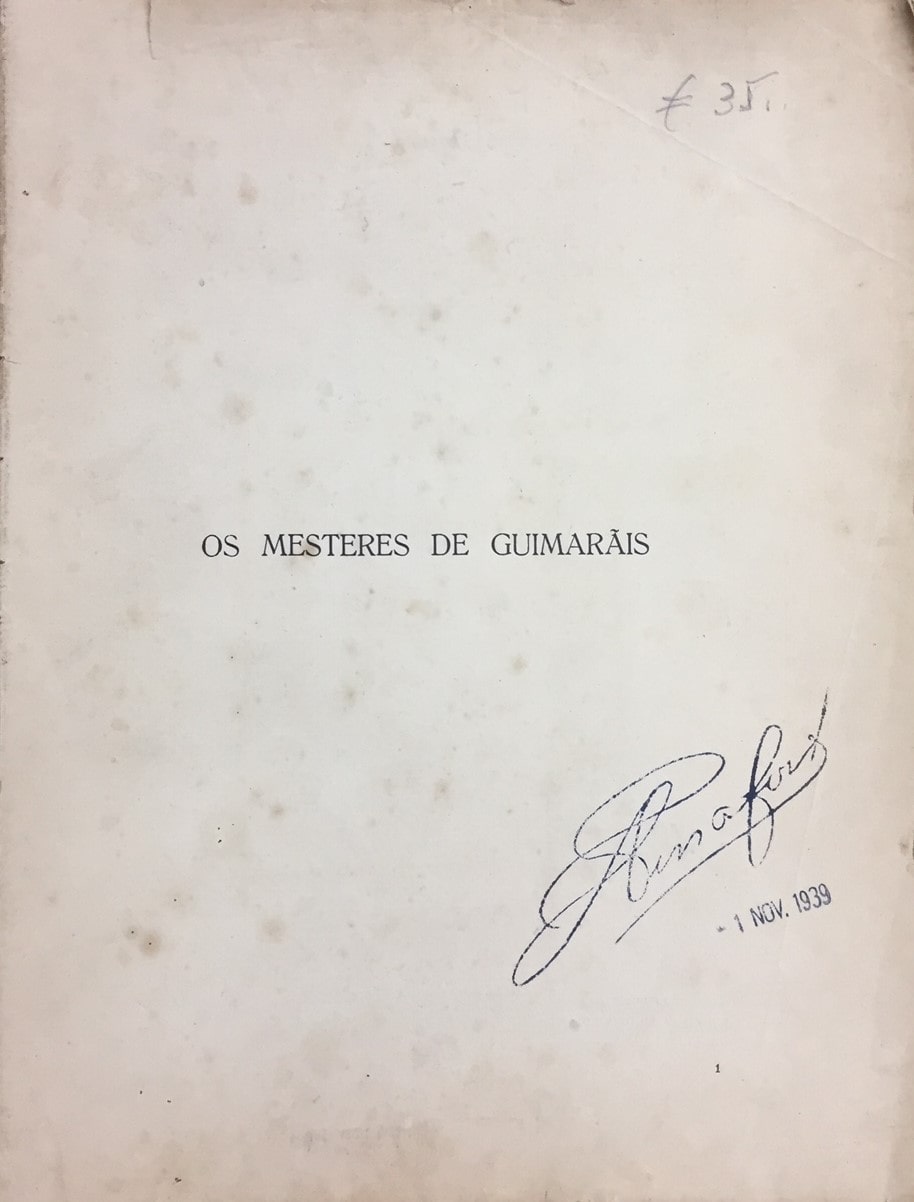 € 35..
OS MESTERES DE GUIMARÃIS
- 1 NOV. 1939
1